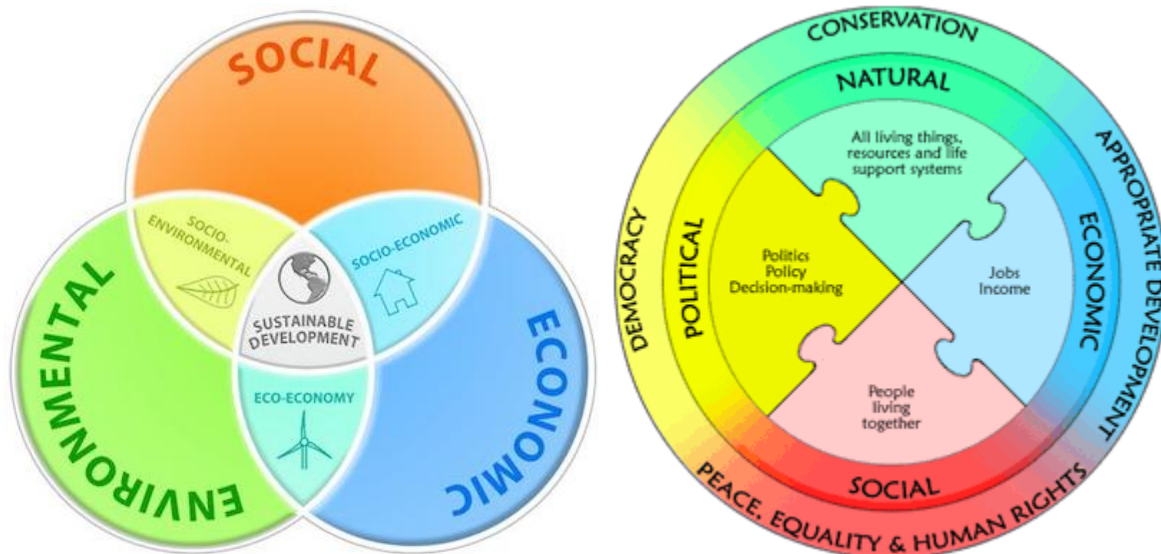 SOCIAL
SOCIO-
ENVIRONMENTAL
SOCIO-ECONOMIC
SUSTAINABLE
DEVELOPMENT
ECO-ECONOMY
ENVIRONMENTAL
ECONOMIC
CONSERVATION
NATURAL
All living things,
resources and life
support systems
DEMOCRACY
POLITICAL
Politics
Policy
Decision-making
Jobs
Income
ECONOMIC
APPROPRIATE DEVELOPMENT
People
living
together
SOCIAL
PEACE, EQUALITY & HUMAN RIGHTS